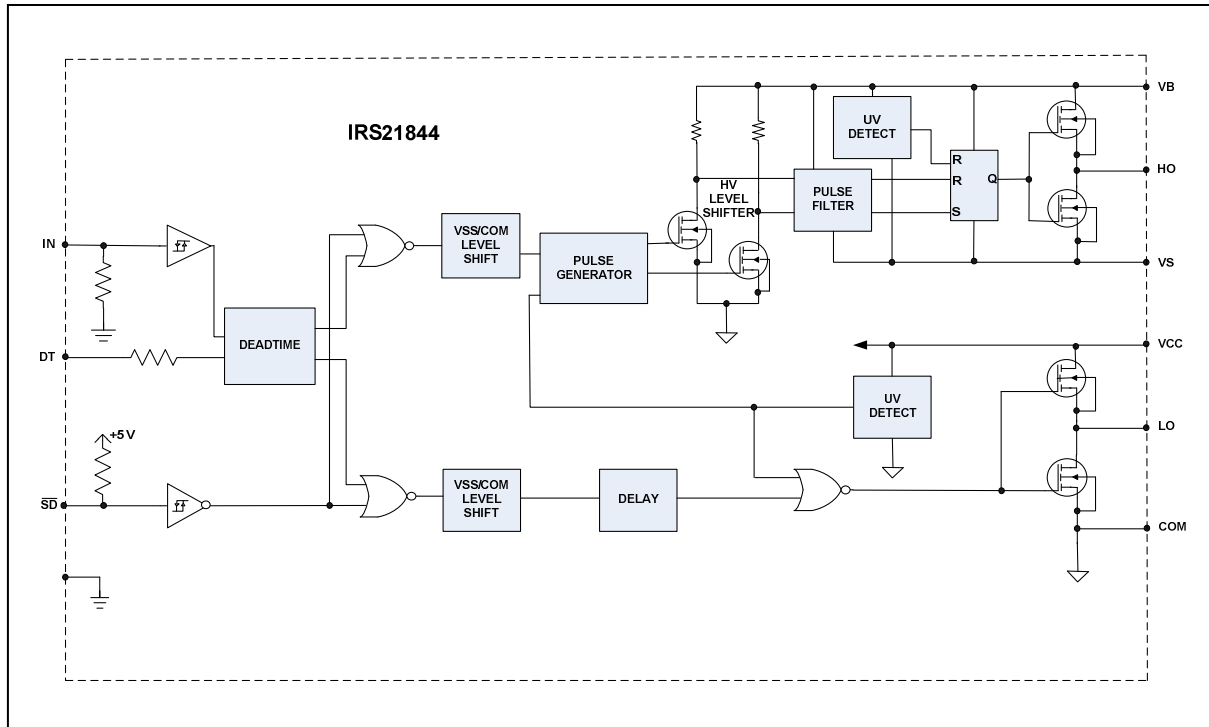 IRS21844
VB
UV
DETECT
R
R
Q
S
HO
HV
LEVEL
SHIFTER
PULSE
FILTER
IN
VSS/COM
LEVEL
SHIFT
PULSE
GENERATOR
VS
DEADTIME
DT
VCC
UV
DETECT
LO
+5V
SD
VSS/COM
LEVEL
SHIFT
DELAY
COM